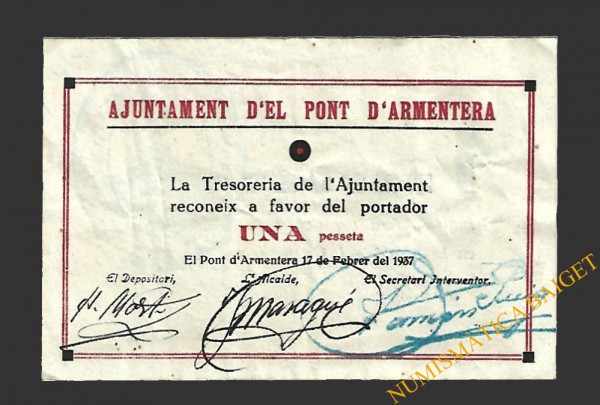 AJUNTAMENT D'EL PONT D'ARMENTERA
La Tresoreria de l'Ajuntament
reconeix a favor del portador
UNA pesseta
El Pont d'Armentera 17 de Febrer del 1937
El Depositari, L'Alcalde, El Secretari Interventor,
NUMISMATICA BAIGET